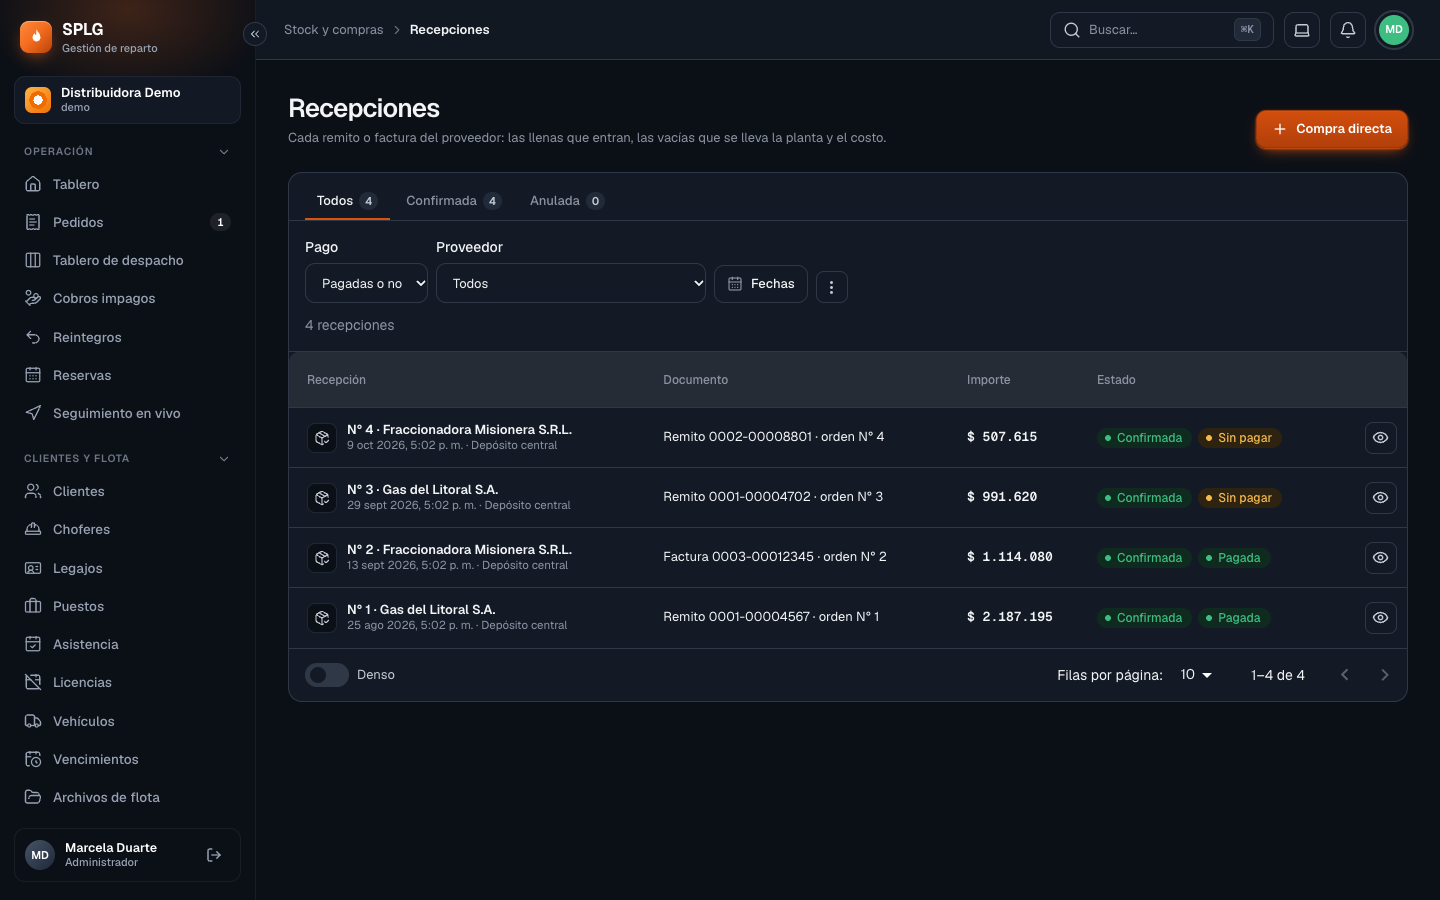 SPLG
Gestión de reparto
Distribuidora Demo
demo
OPERACIÓN
Tablero
Pedidos 1
Tablero de despacho
Cobros impagos
Reintegros
Reservas
Seguimiento en vivo
CLIENTES Y FLOTA
Clientes
Choferes
Legajos
Puestos
Asistencia
Licencias
Vehículos
Vencimientos
Archivos de flota
MD
Marcela Duarte
Administrador
Stock y compras > Recepciones
Buscar... ⌘K
MD
Recepciones
Cada remito o factura del proveedor: las llenas que entran, las vacías que se lleva la planta y el costo.
+ Compra directa
Todos 4 Confirmada 4 Anulada 0
Pago Proveedor
Pagadas o no Todos Fechas
4 recepciones
Recepción Documento Importe Estado
N° 4 · Fraccionadora Misionera S.R.L.
9 oct 2026, 5:02 p. m. · Depósito central
Remito 0002-00008801 · orden N° 4 $ 507.615 Confirmada Sin pagar
N° 3 · Gas del Litoral S.A.
29 sept 2026, 5:02 p. m. · Depósito central
Remito 0001-00004702 · orden N° 3 $ 991.620 Confirmada Sin pagar
N° 2 · Fraccionadora Misionera S.R.L.
13 sept 2026, 5:02 p. m. · Depósito central
Factura 0003-00012345 · orden N° 2 $ 1.114.080 Confirmada Pagada
N° 1 · Gas del Litoral S.A.
25 ago 2026, 5:02 p. m. · Depósito central
Remito 0001-00004567 · orden N° 1 $ 2.187.195 Confirmada Pagada
Denso Filas por página: 10 1–4 de 4